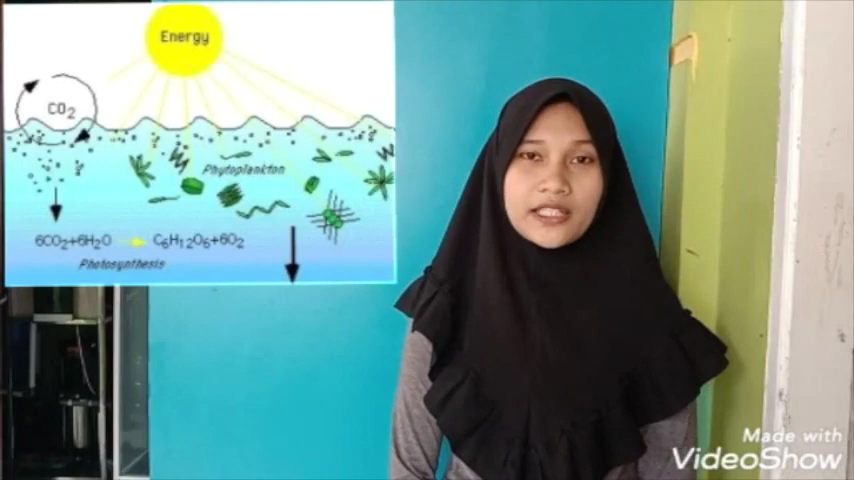 Energy
CO₂
Phytoplankton
6CO₂+6H₂O → C₆H₁₂O₆+6O₂
Photosynthesis
Made with
VideoShow